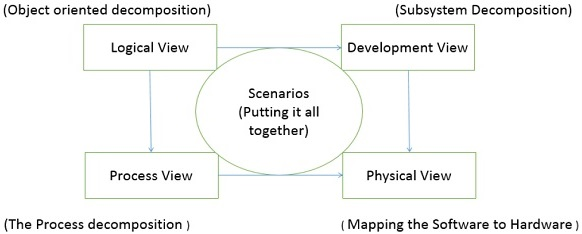 (Object oriented decomposition)
(Subsystem Decomposition)
Logical View
Development View
Scenarios
(Putting it all
together)
Process View
Physical View
(The Process decomposition )
( Mapping the Software to Hardware )